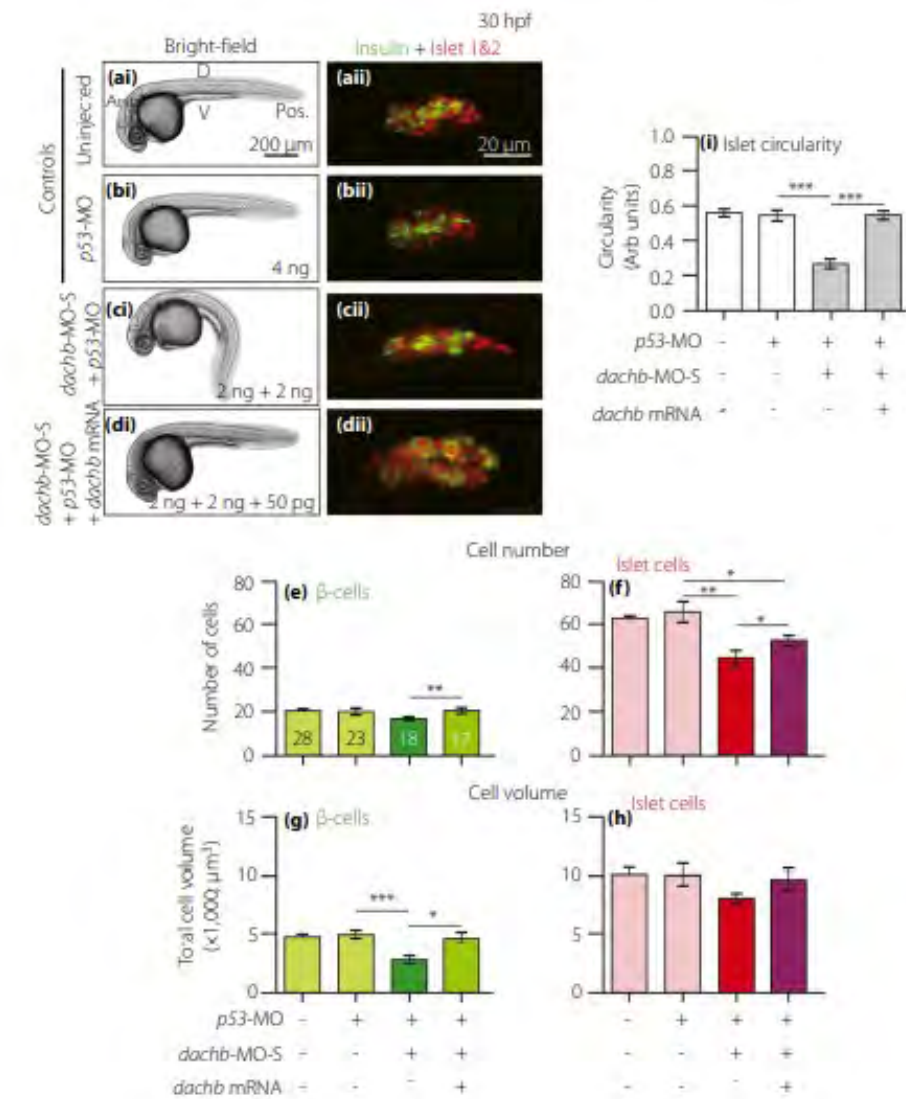 30 hpf
Bright-field
Insulin + Islet 1&2
Controls
Uninjected
(ai)
D
V
Pos.
200 µm
(aii)
20 µm
p53-MO
(bi)
4 ng
(bii)
dachb-MO-S
+ p53-MO
(ci)
2 ng + 2 ng
(cii)
dachb-MO-S
+ p53-MO
+ dachb mRNA
(di)
2 ng + 2 ng + 50 pg
(dii)
(i) Islet circularity
Circularity
(Arb units)
1.0
0.8
0.6
0.4
0.2
0.0
*** ***
p53-MO - + + +
dachb-MO-S - - + +
dachb mRNA - - - +
Cell number
(e) β-cells
Number of cells
80
60
40
20
0
**
28 23 18 17
Islet cells
(f)
80
60
40
20
0
*
**
*
Cell volume
(g) β-cells
Total cell volume
(×1,000; µm³)
15
10
5
0
***
*
Islet cells
(h)
15
10
5
0
p53-MO - + + + - + + +
dachb-MO-S - - + + - - + +
dachb mRNA - - - + - - - +